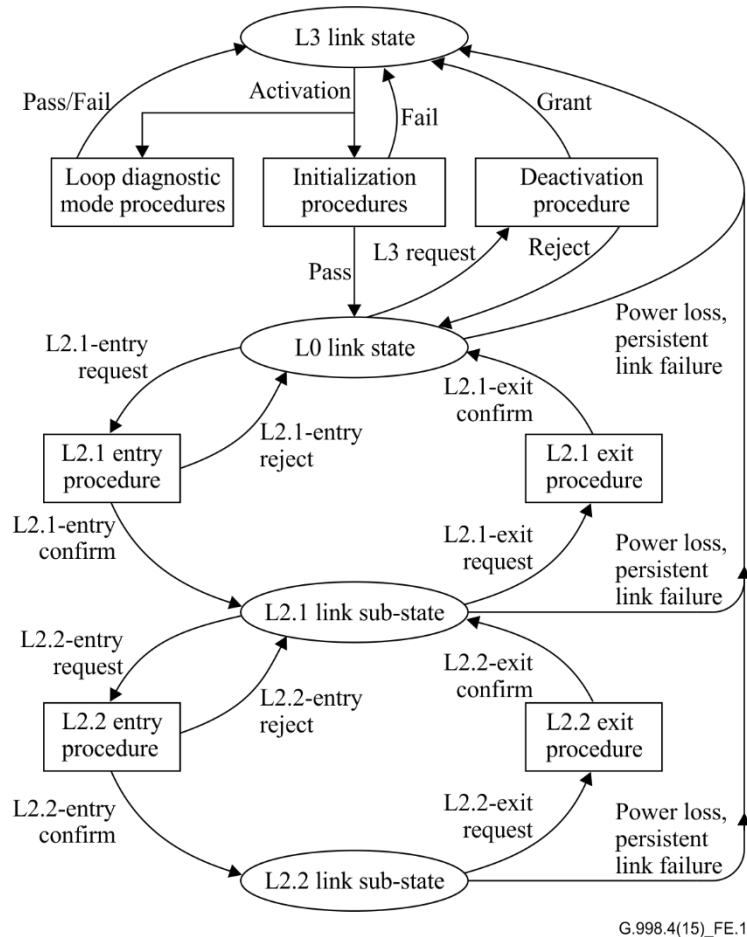 L3 link state
Pass/Fail
Activation
Fail
Grant
Loop diagnostic
mode procedures
Initialization
procedures
Deactivation
procedure
Pass
L3 request
Reject
L0 link state
Power loss,
persistent
link failure
L2.1-entry
request
L2.1-entry
reject
L2.1-exit
confirm
L2.1 entry
procedure
L2.1 exit
procedure
L2.1-entry
confirm
L2.1-exit
request
Power loss,
persistent
link failure
L2.1 link sub-state
L2.2-entry
request
L2.2-entry
reject
L2.2-exit
confirm
L2.2 entry
procedure
L2.2 exit
procedure
L2.2-entry
confirm
L2.2-exit
request
Power loss,
persistent
link failure
L2.2 link sub-state
G.998.4(15)_FE.1